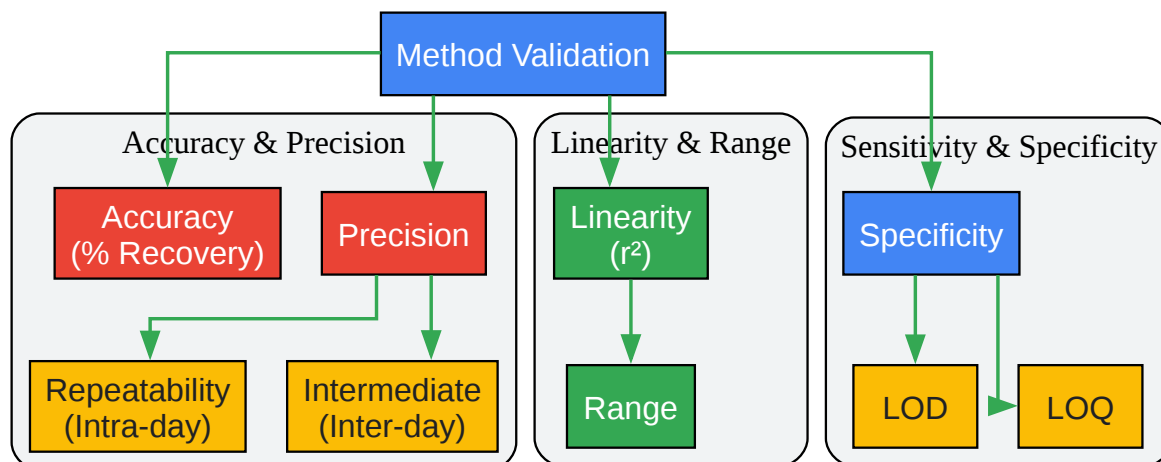 Method Validation
Accuracy & Precision
Linearity & Range
Sensitivity & Specificity
Accuracy
(% Recovery)
Precision
Linearity
(r²)
Specificity
Repeatability
(Intra-day)
Intermediate
(Inter-day)
Range
LOD
LOQ